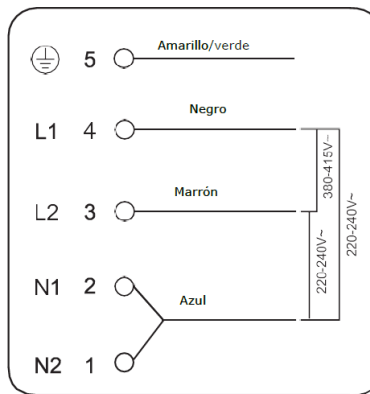 Amarillo/verde
5
Negro
L1 4
380-415V~
220-240V~
Marrón
L2 3
220-240V~
N1 2
Azul
N2 1